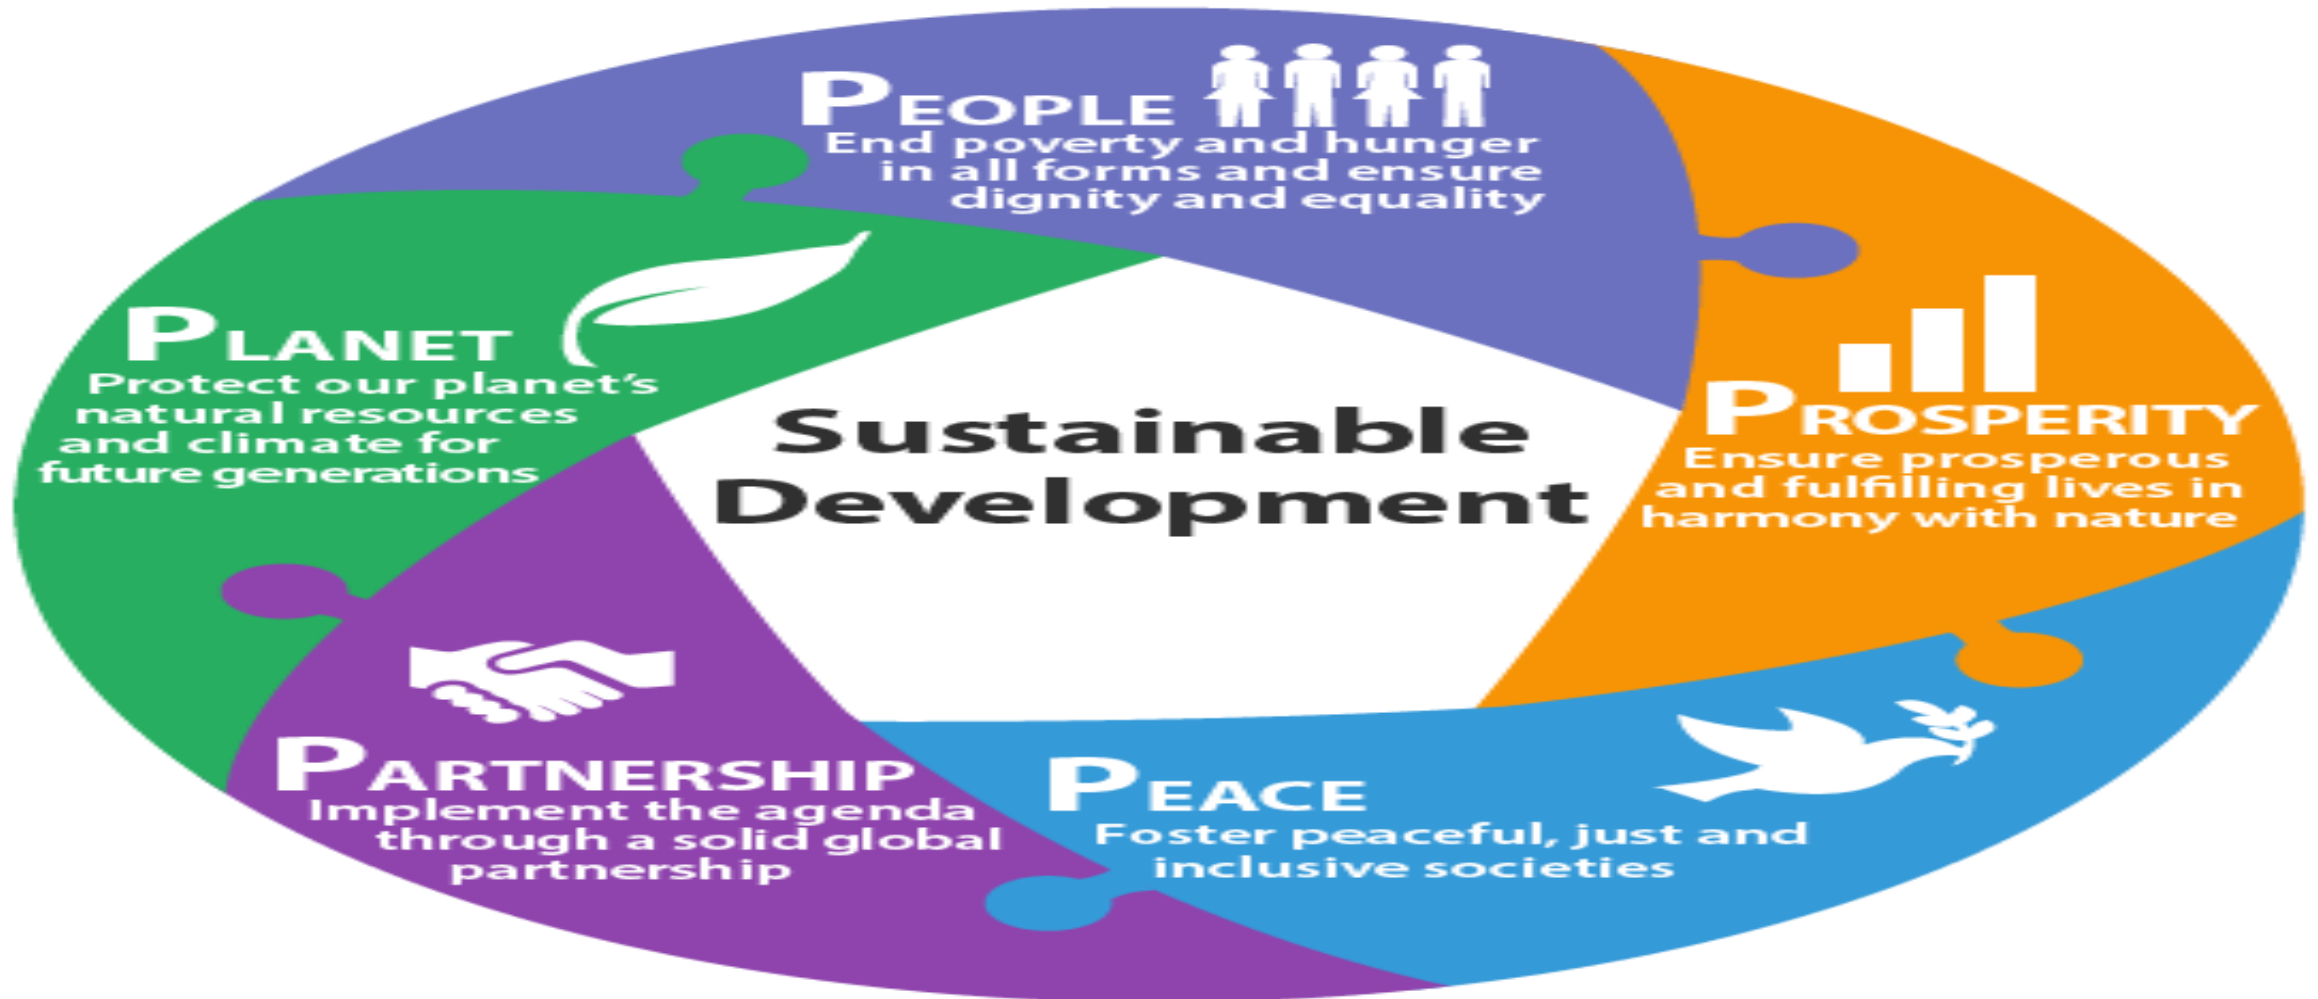 PEOPLE
End poverty and hunger
in all forms and ensure
dignity and equality
PROSPERITY
Ensure prosperous
and fulfilling lives in
harmony with nature
PEACE
Foster peaceful, just and
inclusive societies
PARTNERSHIP
Implement the agenda
through a solid global
partnership
PLANET
Protect our planet's
natural resources
and climate for
future generations
Sustainable
Development